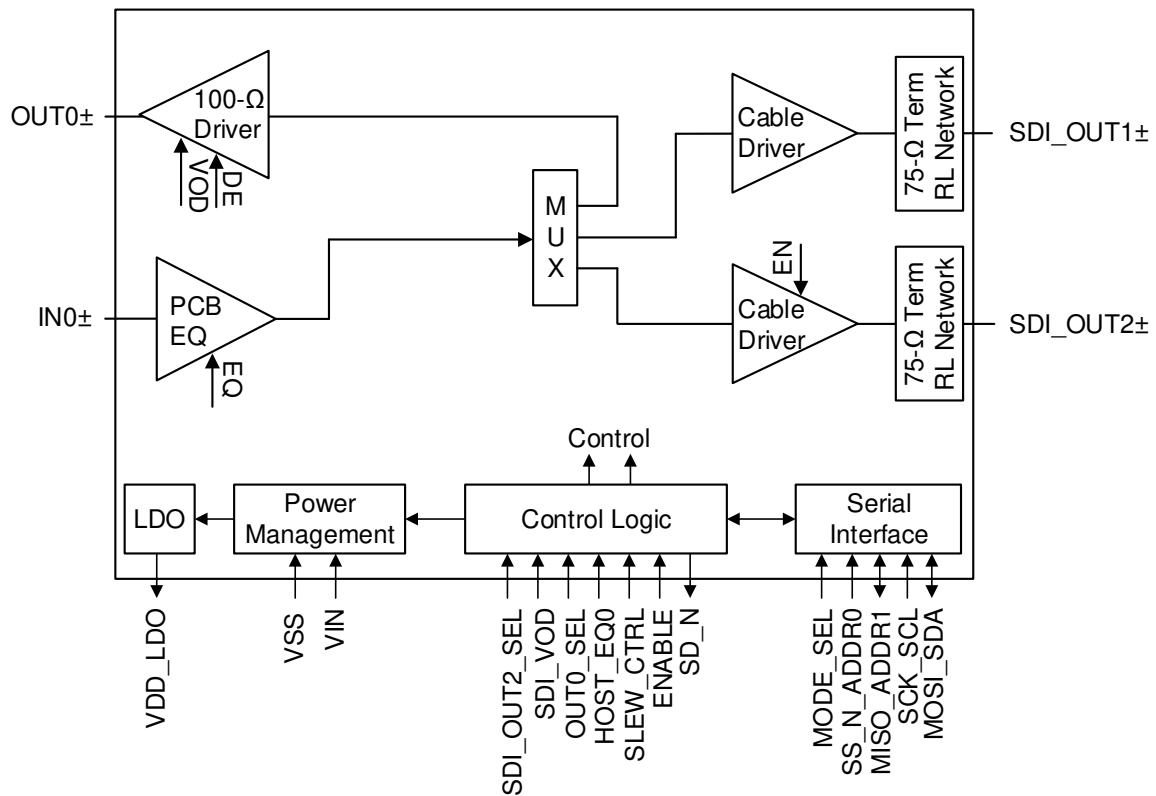 OUT0±
100-Ω
Driver
VOD
DE
Cable
Driver
75-Ω Term
RL Network
SDI_OUT1±
M
U
X
IN0±
PCB
EQ
EQ
EN
Cable
Driver
75-Ω Term
RL Network
SDI_OUT2±
Control
LDO
Power
Management
Control Logic
Serial
Interface
VDD_LDO
VSS
VIN
SDI_OUT2_SEL
SDI_VOD
OUT0_SEL
HOST_EQ0
SLEW_CTRL
ENABLE
SD_N
MODE_SEL
SS_N_ADDR0
MISO_ADDR1
SCK_SCL
MOSI_SDA